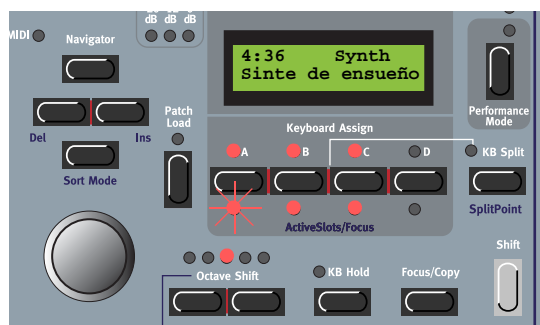 dB dB dB
MIDI
Navigator
4:36 Synth
Sinte de ensueño
Patch
Load
Performance
Mode
Del Ins
Keyboard Assign
A B C D
KB Split
Sort Mode
SplitPoint
ActiveSlots/Focus
Shift
Octave Shift
KB Hold
Focus/Copy